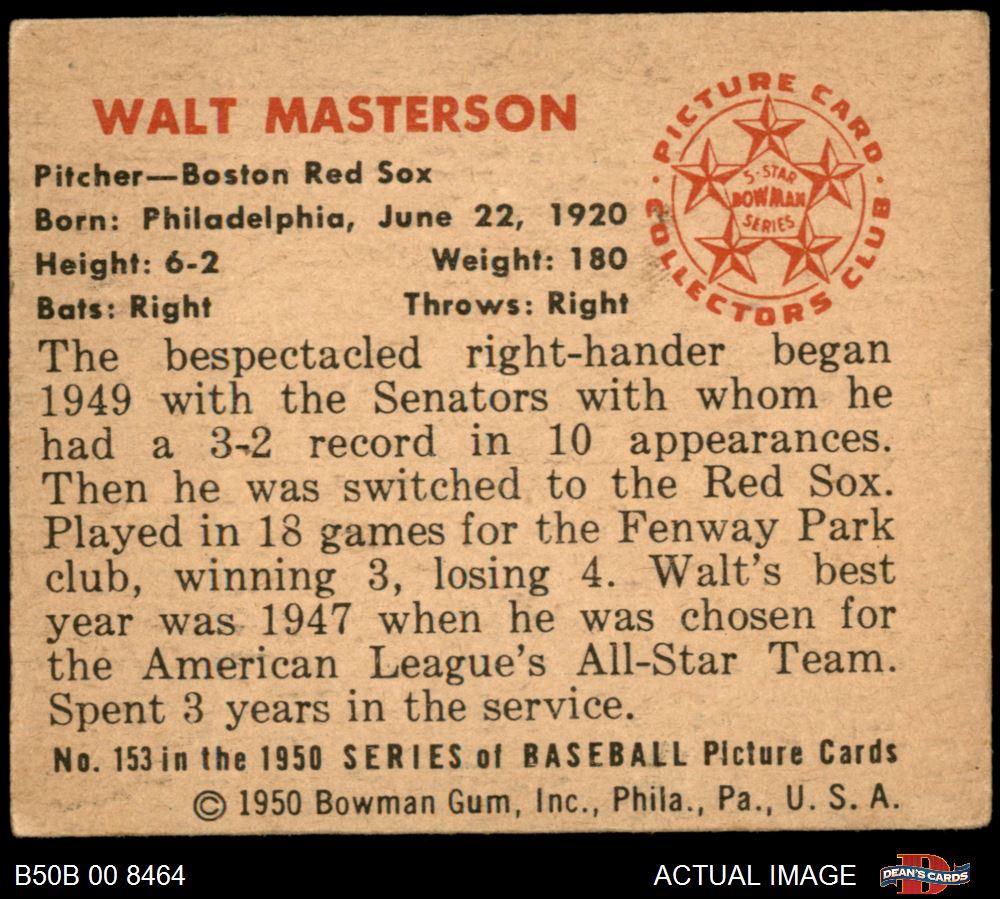 WALT MASTERSON
Pitcher—Boston Red Sox
Born: Philadelphia, June 22, 1920
Height: 6-2 Weight: 180
Bats: Right Throws: Right
PICTURE CARD
COLLECTORS CLUB
5-STAR
BOWMAN
SERIES
The bespectacled right-hander began
1949 with the Senators with whom he
had a 3-2 record in 10 appearances.
Then he was switched to the Red Sox.
Played in 18 games for the Fenway Park
club, winning 3, losing 4. Walt's best
year was 1947 when he was chosen for
the American League's All-Star Team.
Spent 3 years in the service.
No. 153 in the 1950 SERIES of BASEBALL Picture Cards
© 1950 Bowman Gum, Inc., Phila., Pa., U. S. A.
B50B 00 8464 ACTUAL IMAGE
D
DEAN'S CARDS